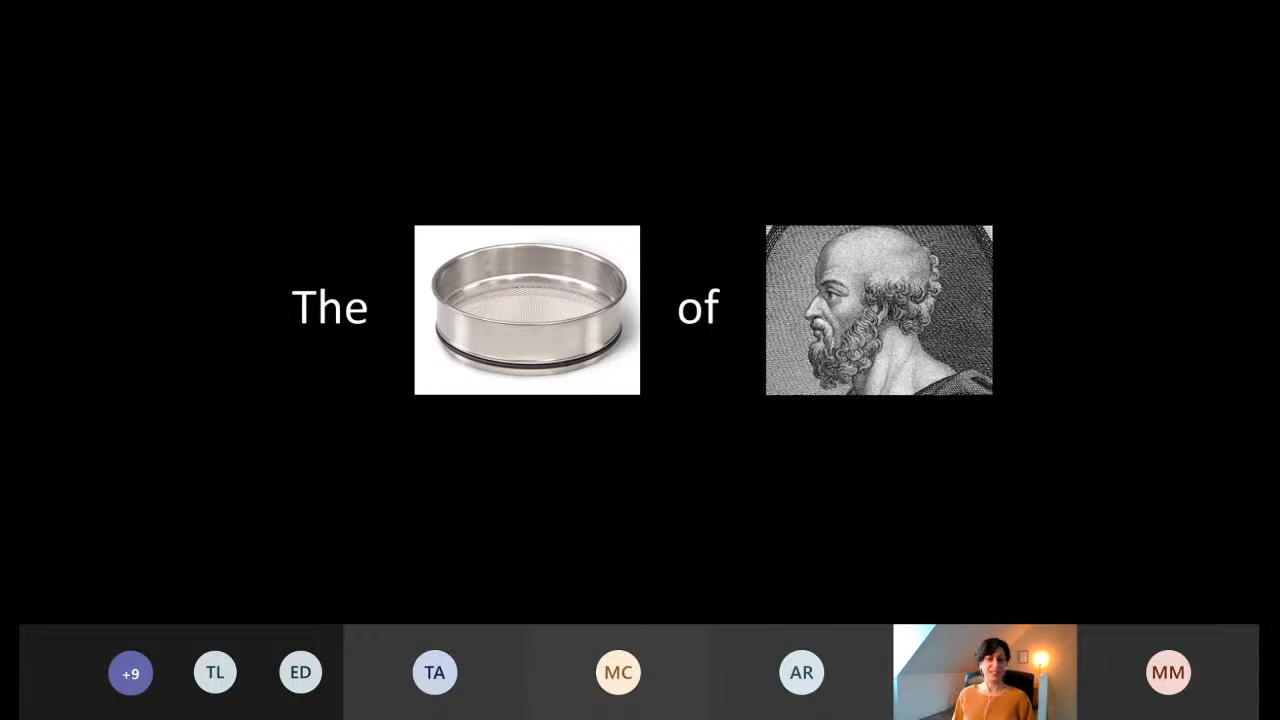 The of
+9 TL ED TA MC AR MM